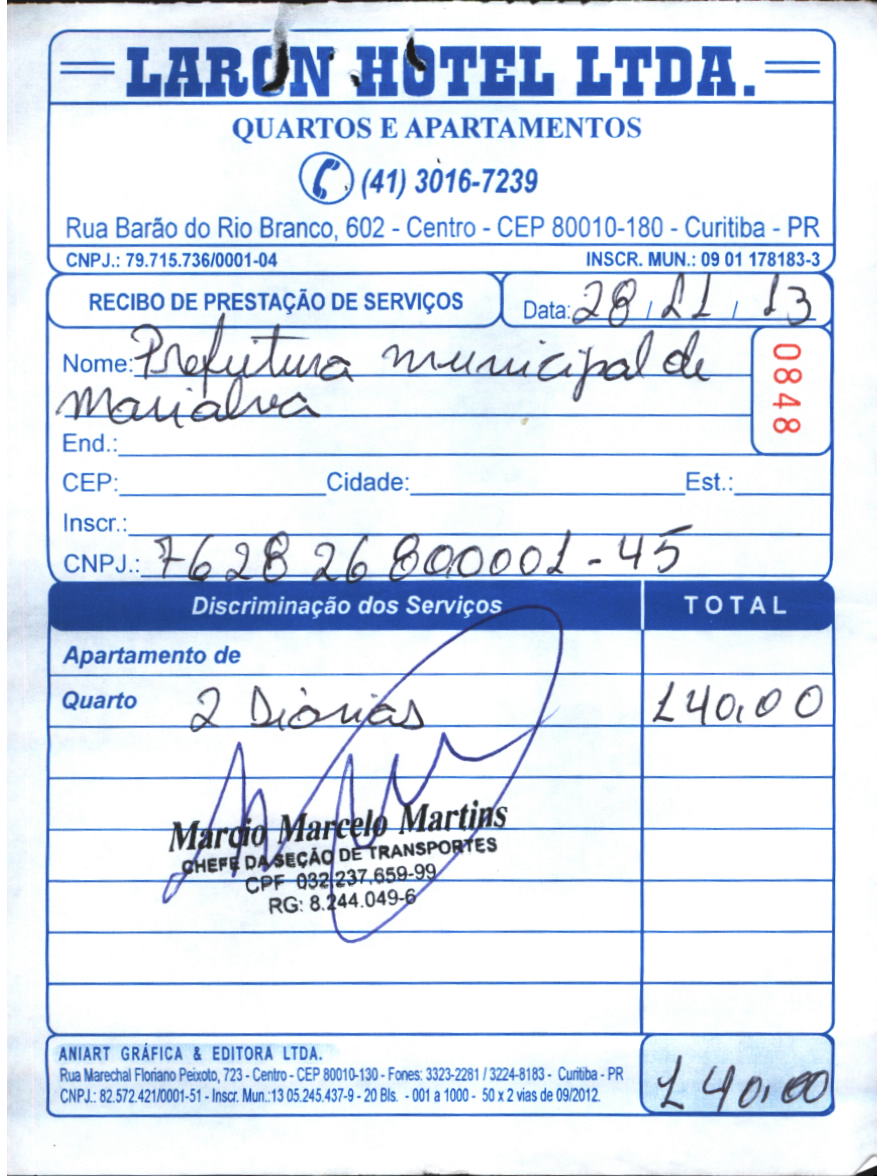 LARON HOTEL LTDA.
QUARTOS E APARTAMENTOS
(41) 3016-7239
Rua Barão do Rio Branco, 602 - Centro - CEP 80010-180 - Curitiba - PR
CNPJ.: 79.715.736/0001-04 INSCR. MUN.: 09 01 178183-3
RECIBO DE PRESTAÇÃO DE SERVIÇOS Data: 28 / 11 / 13
Nome: Prefeitura municipal de
Marialva
0848
End.:
CEP: Cidade: Est.:
Inscr.:
CNPJ.: 76282680001-45
Discriminação dos Serviços TOTAL
Apartamento de
Quarto 2 Diarias 140,00
Marcio Marcelo Martins
CHEFE DA SEÇÃO DE TRANSPORTES
CPF 032.237.659-99
RG: 8.244.049-6
ANIART GRÁFICA & EDITORA LTDA.
Rua Marechal Floriano Peixoto, 723 - Centro - CEP 80010-130 - Fones: 3323-2281 / 3224-8183 - Curitiba - PR
CNPJ.: 82.572.421/0001-51 - Inscr. Mun.:13 05.245.437-9 - 20 Bls. - 001 a 1000 - 50 x 2 vias de 09/2012.
140,00